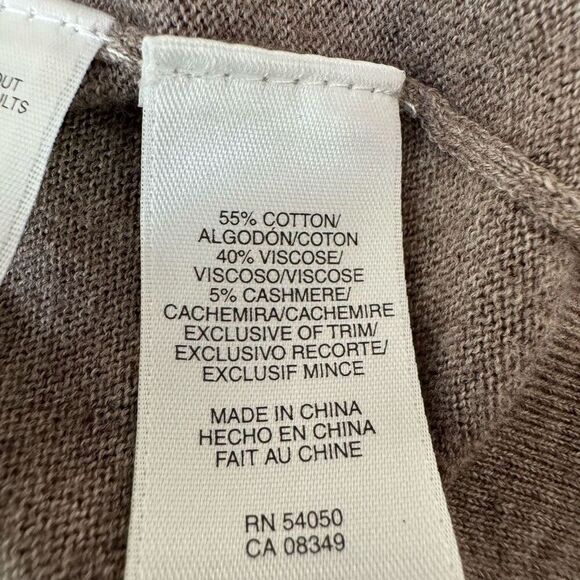 OUT
55% COTTON/
ALGODÓN/COTON
40% VISCOSE/
VISCOSO/VISCOSE
5% CASHMERE/
CACHEMIRA/CACHEMIRE
EXCLUSIVE OF TRIM/
EXCLUSIVO RECORTE/
EXCLUSIF MINCE
MADE IN CHINA
HECHO EN CHINA
FAIT AU CHINE
RN 54050
CA 08349